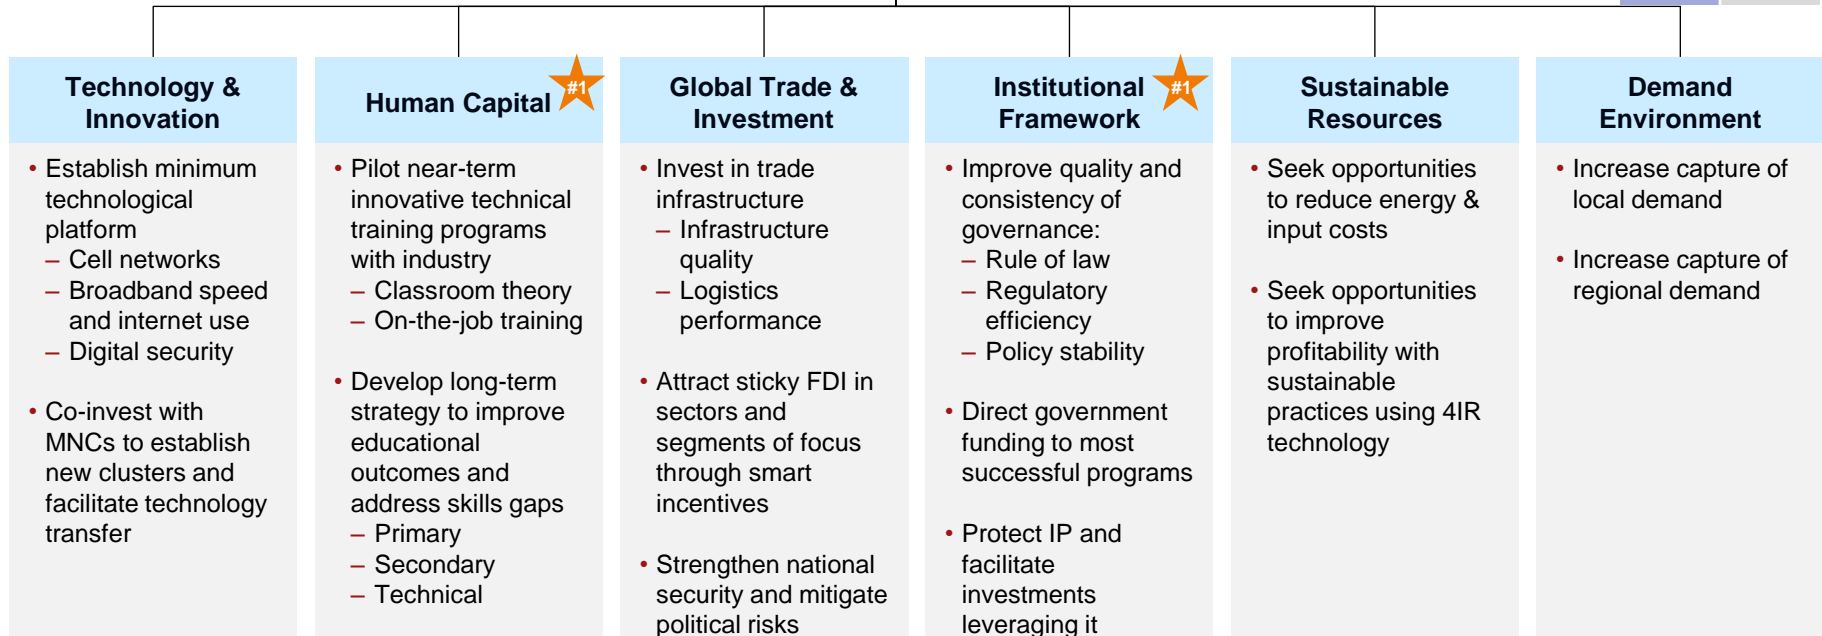 Technology &
Innovation
• Establish minimum
technological
platform
– Cell networks
– Broadband speed
and internet use
– Digital security
• Co-invest with
MNCs to establish
new clusters and
facilitate technology
transfer
Human Capital
#1
• Pilot near-term
innovative technical
training programs
with industry
– Classroom theory
– On-the-job training
• Develop long-term
strategy to improve
educational
outcomes and
address skills gaps
– Primary
– Secondary
– Technical
Global Trade &
Investment
• Invest in trade
infrastructure
– Infrastructure
quality
– Logistics
performance
• Attract sticky FDI in
sectors and
segments of focus
through smart
incentives
• Strengthen national
security and mitigate
political risks
Institutional
Framework
#1
• Improve quality and
consistency of
governance:
– Rule of law
– Regulatory
efficiency
– Policy stability
• Direct government
funding to most
successful programs
• Protect IP and
facilitate
investments
leveraging it
Sustainable
Resources
• Seek opportunities
to reduce energy &
input costs
• Seek opportunities
to improve
profitability with
sustainable
practices using 4IR
technology
Demand
Environment
• Increase capture of
local demand
• Increase capture of
regional demand